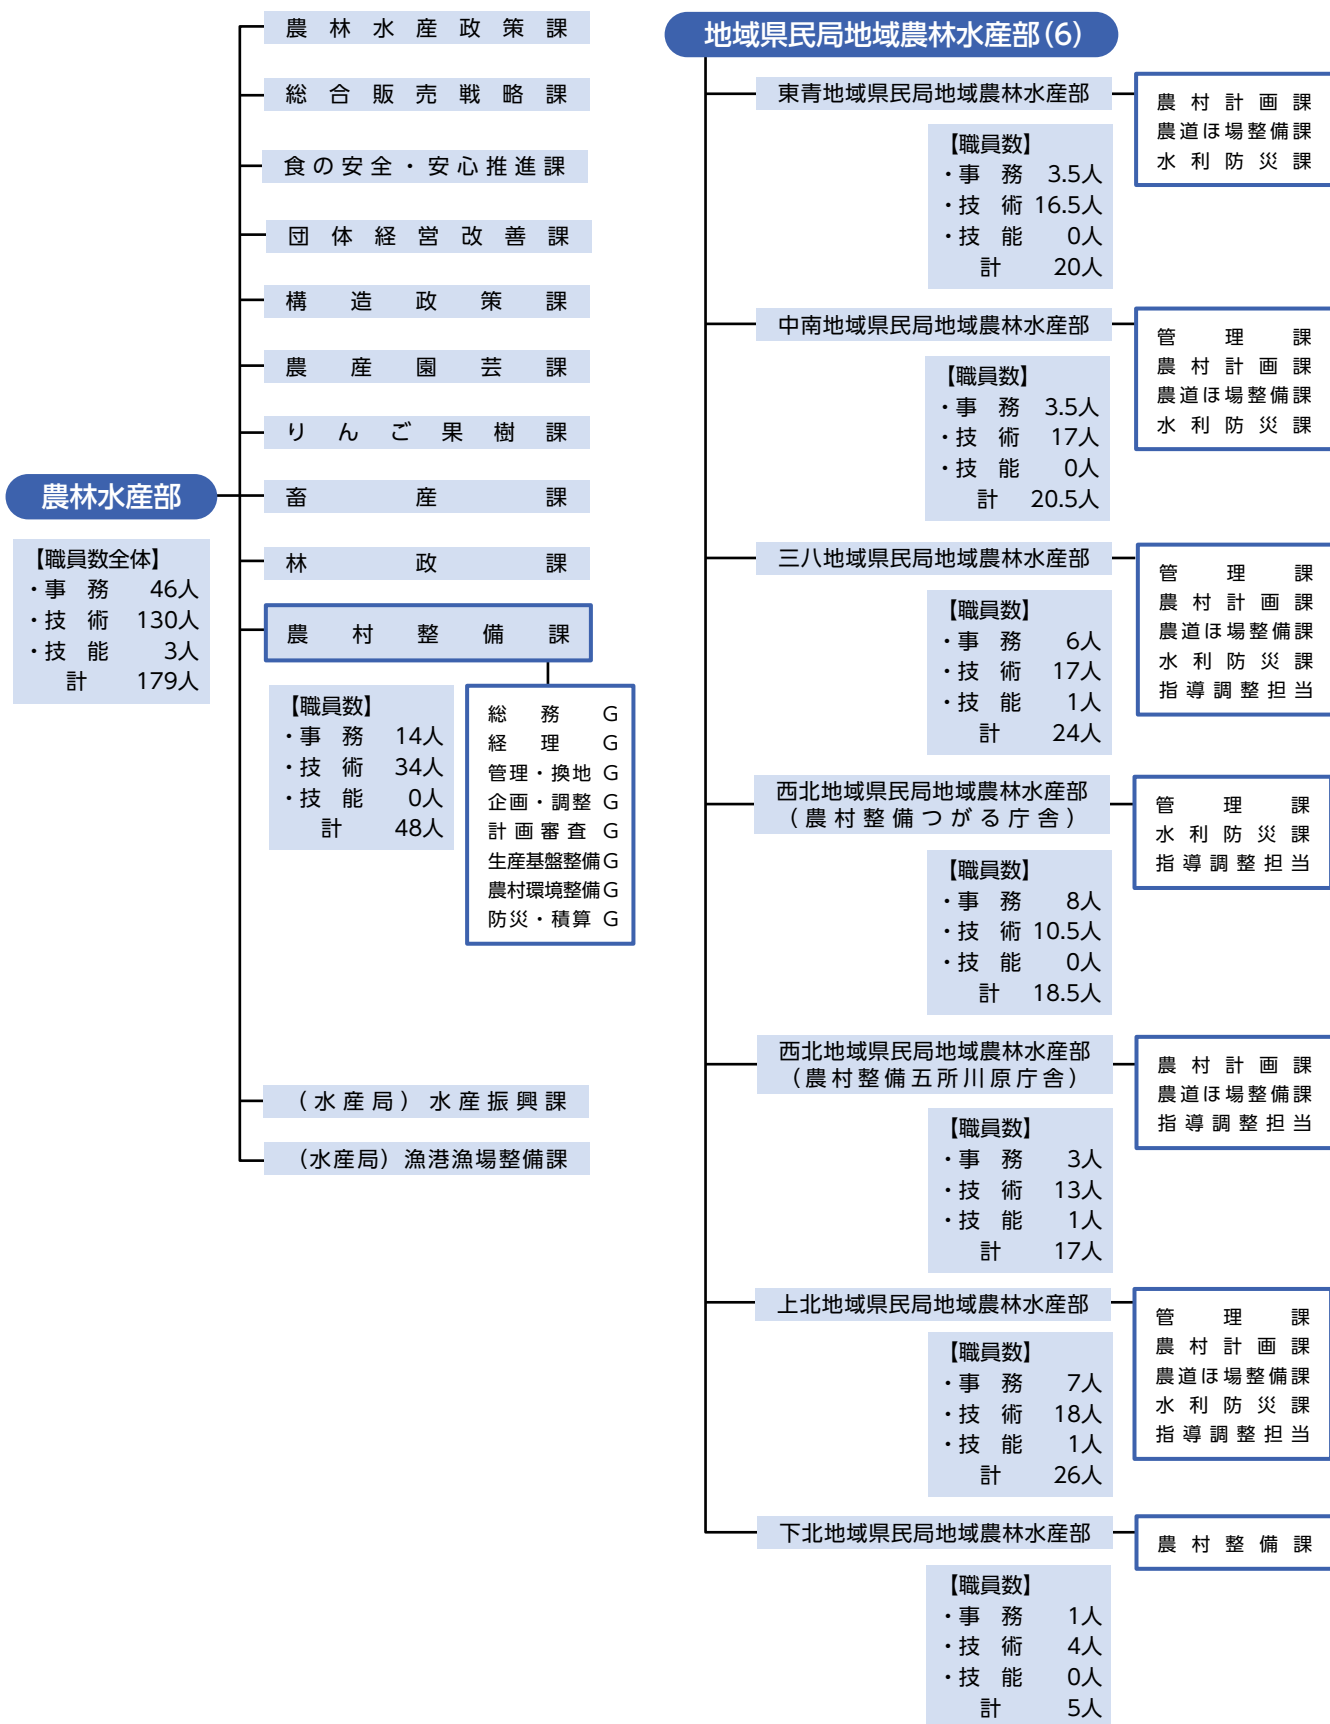 農林水産部
【職員数全体】
・事　務　46人
・技　術　130人
・技　能　3人
計　179人
農林水産政策課
総合販売戦略課
食の安全・安心推進課
団体経営改善課
構造政策課
農産園芸課
りんご果樹課
畜産課
林政課
農村整備課
【職員数】
・事　務　14人
・技　術　34人
・技　能　0人
計　48人
総務G
経理G
管理・換地G
企画・調整G
計画審査G
生産基盤整備G
農村環境整備G
防災・積算G
（水産局）水産振興課
（水産局）漁港漁場整備課
地域県民局地域農林水産部(6)
東青地域県民局地域農林水産部
【職員数】
・事　務　3.5人
・技　術　16.5人
・技　能　0人
計　20人
農村計画課
農道ほ場整備課
水利防災課
中南地域県民局地域農林水産部
【職員数】
・事　務　3.5人
・技　術　17人
・技　能　0人
計　20.5人
管理課
農村計画課
農道ほ場整備課
水利防災課
三八地域県民局地域農林水産部
【職員数】
・事　務　6人
・技　術　17人
・技　能　1人
計　24人
管理課
農村計画課
農道ほ場整備課
水利防災課
指導調整担当
西北地域県民局地域農林水産部
（農村整備つがる庁舎）
【職員数】
・事　務　8人
・技　術　10.5人
・技　能　0人
計　18.5人
管理課
水利防災課
指導調整担当
西北地域県民局地域農林水産部
（農村整備五所川原庁舎）
【職員数】
・事　務　3人
・技　術　13人
・技　能　1人
計　17人
農村計画課
農道ほ場整備課
指導調整担当
上北地域県民局地域農林水産部
【職員数】
・事　務　7人
・技　術　18人
・技　能　1人
計　26人
管理課
農村計画課
農道ほ場整備課
水利防災課
指導調整担当
下北地域県民局地域農林水産部
【職員数】
・事　務　1人
・技　術　4人
・技　能　0人
計　5人
農村整備課